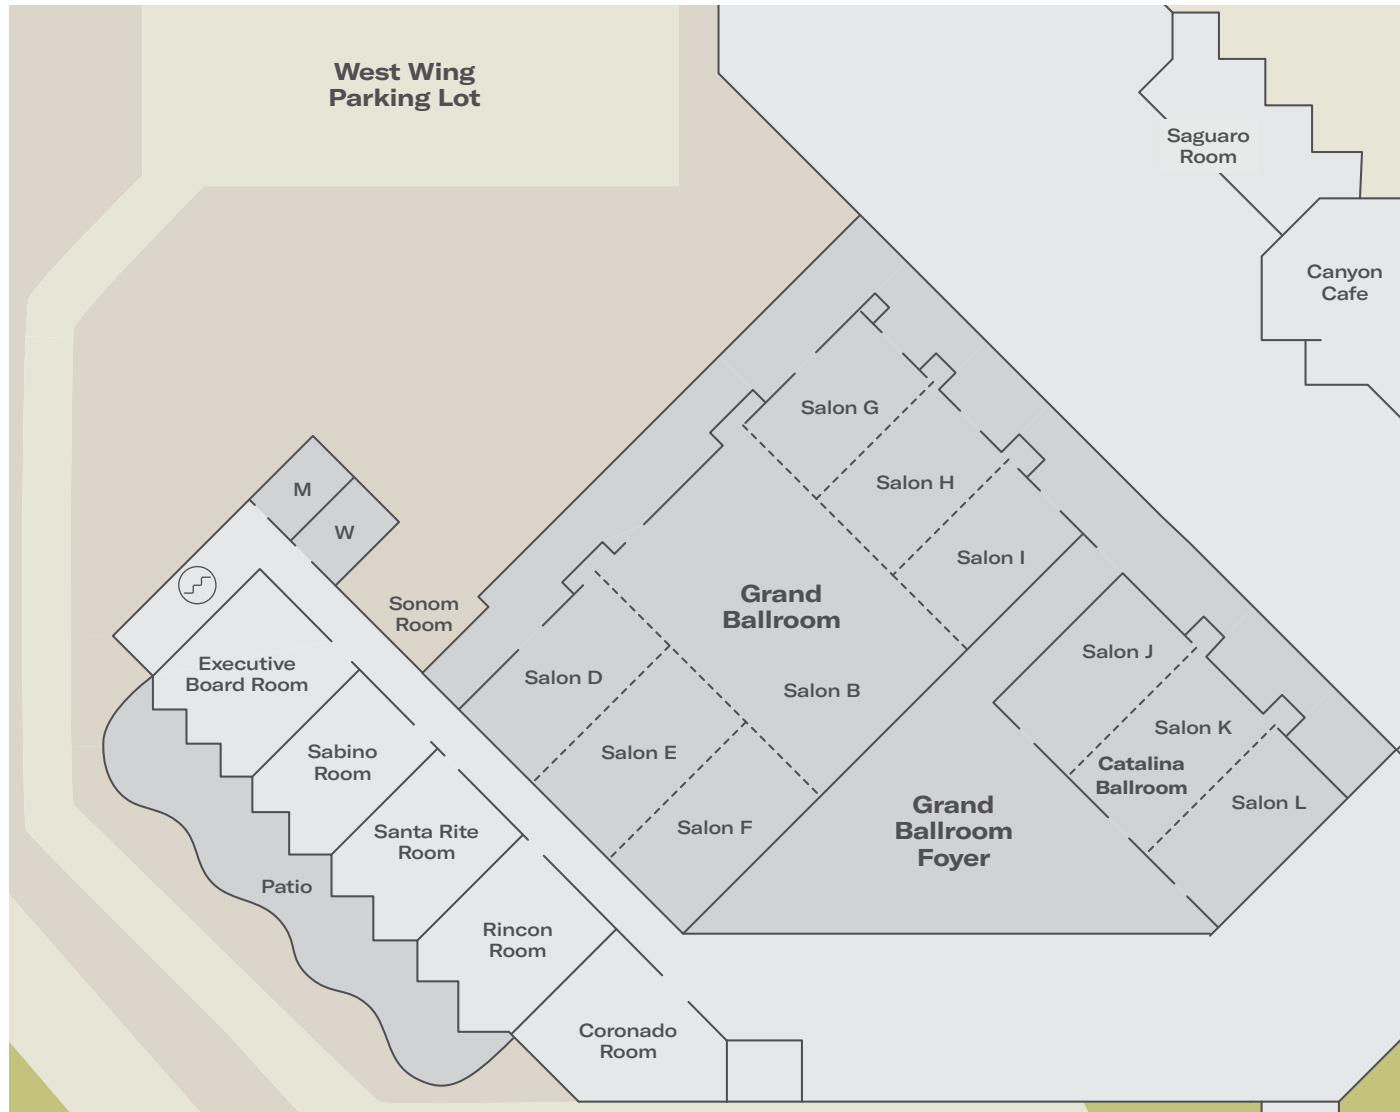 West Wing
Parking Lot
Saguaro
Room
Canyon
Cafe
Salon G
Salon H
M
W
Salon I
Grand
Ballroom
Sonom
Room
Salon J
Executive
Board Room
Salon D
Salon B
Salon K
Sabino
Room
Salon E
Catalina
Ballroom
Salon L
Grand
Ballroom
Foyer
Santa Rite
Room
Salon F
Patio
Rincon
Room
Coronado
Room